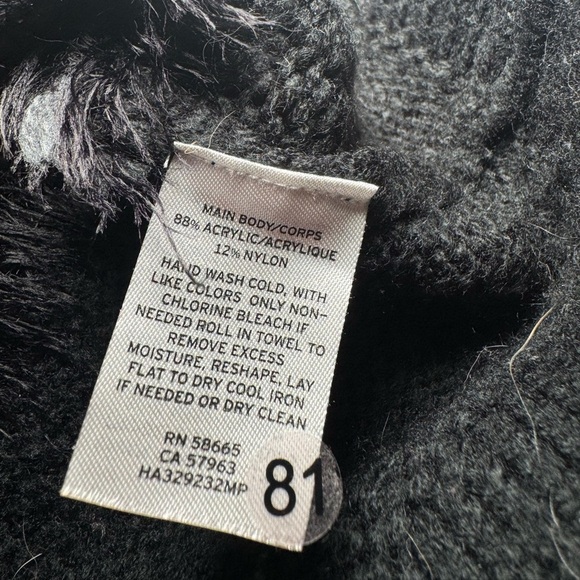 MAIN BODY/CORPS
88% ACRYLIC/ACRYLIQUE
12% NYLON
HAND WASH COLD, WITH
LIKE COLORS ONLY NON-
CHLORINE BLEACH IF
NEEDED ROLL IN TOWEL TO
REMOVE EXCESS
MOISTURE, RESHAPE, LAY
FLAT TO DRY COOL IRON
IF NEEDED OR DRY CLEAN
RN 58665
CA 57963
HA329232MP
81